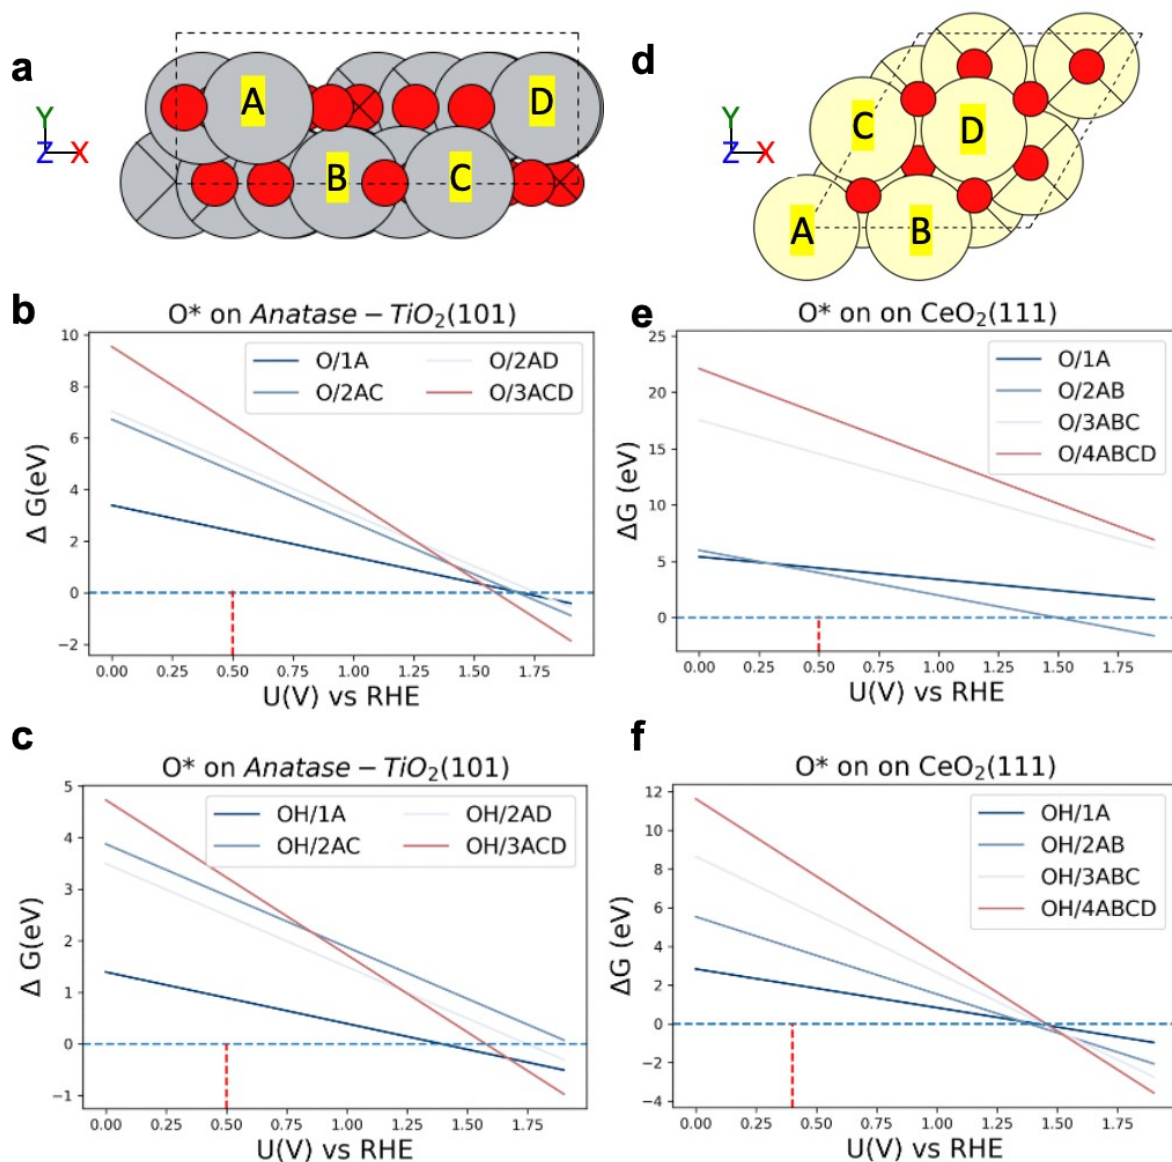 a
Y
Z X
A
D
B
C
b
O* on Anatase − TiO₂(101)
O/1A O/2AD
O/2AC O/3ACD
10
8
6
4
2
0
−2
Δ G(eV)
0.00 0.25 0.50 0.75 1.00 1.25 1.50 1.75
U(V) vs RHE
c
O* on Anatase − TiO₂(101)
OH/1A OH/2AD
OH/2AC OH/3ACD
5
4
3
2
1
0
−1
Δ G(eV)
0.00 0.25 0.50 0.75 1.00 1.25 1.50 1.75
U(V) vs RHE
d
Y
Z X
C
D
A
B
e
O* on on CeO₂(111)
O/1A
O/2AB
O/3ABC
O/4ABCD
25
20
15
10
5
0
ΔG (eV)
0.00 0.25 0.50 0.75 1.00 1.25 1.50 1.75
U(V) vs RHE
f
O* on on CeO₂(111)
OH/1A
OH/2AB
OH/3ABC
OH/4ABCD
12
10
8
6
4
2
0
−2
−4
ΔG (eV)
0.00 0.25 0.50 0.75 1.00 1.25 1.50 1.75
U(V) vs RHE